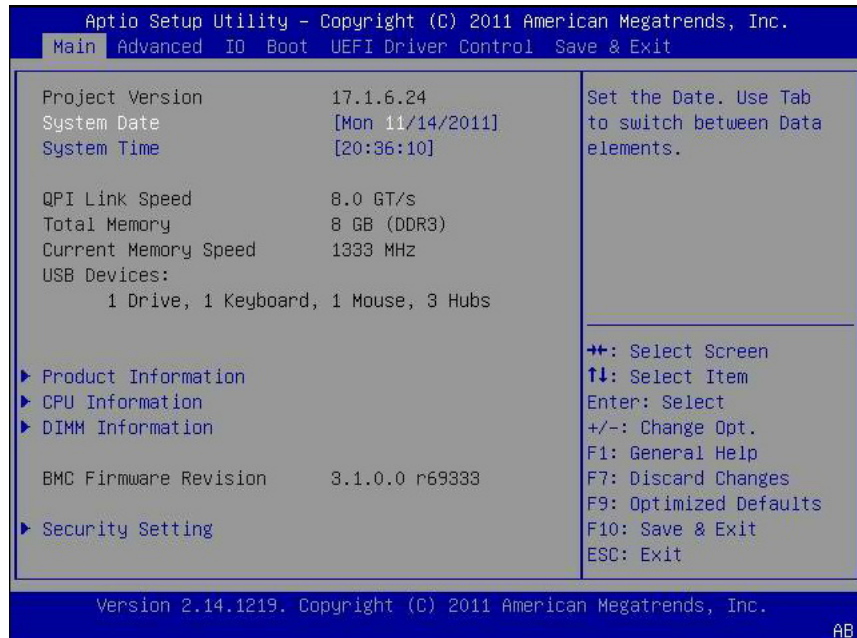 Aptio Setup Utility – Copyright (C) 2011 American Megatrends, Inc.
Main Advanced IO Boot UEFI Driver Control Save & Exit
Project Version 17.1.6.24
System Date [Mon 11/14/2011]
System Time [20:36:10]
QPI Link Speed 8.0 GT/s
Total Memory 8 GB (DDR3)
Current Memory Speed 1333 MHz
USB Devices:
1 Drive, 1 Keyboard, 1 Mouse, 3 Hubs
Product Information
CPU Information
DIMM Information
BMC Firmware Revision 3.1.0.0 r69333
Security Setting
Set the Date. Use Tab
to switch between Data
elements.
→←: Select Screen
↑↓: Select Item
Enter: Select
+/-: Change Opt.
F1: General Help
F7: Discard Changes
F9: Optimized Defaults
F10: Save & Exit
ESC: Exit
Version 2.14.1219. Copyright (C) 2011 American Megatrends, Inc.
AB